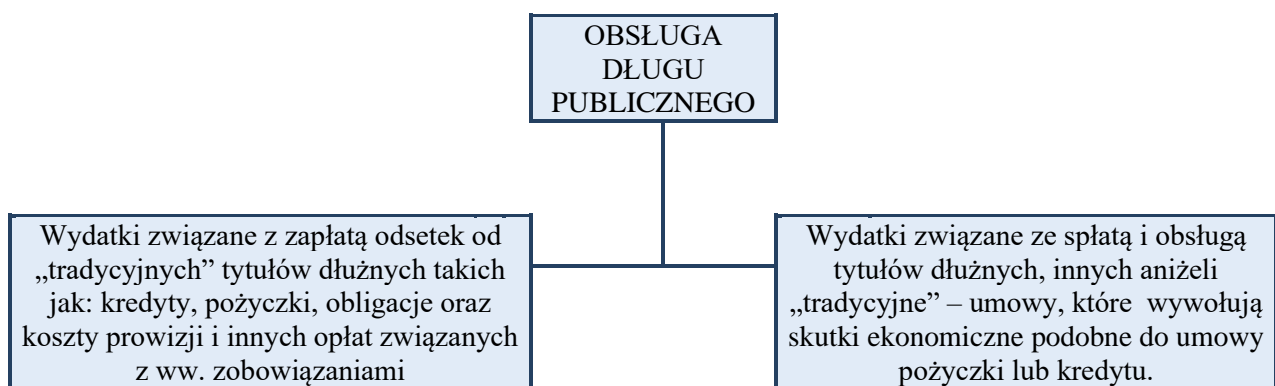 OBSŁUGA
DŁUGU
PUBLICZNEGO
Wydatki związane z zapłatą odsetek od
„tradycyjnych” tytułów dłużnych takich
jak: kredyty, pożyczki, obligacje oraz
koszty prowizji i innych opłat związanych
z ww. zobowiązaniami
Wydatki związane ze spłatą i obsługą
tytułów dłużnych, innych aniżeli
„tradycyjne” – umowy, które wywołują
skutki ekonomiczne podobne do umowy
pożyczki lub kredytu.